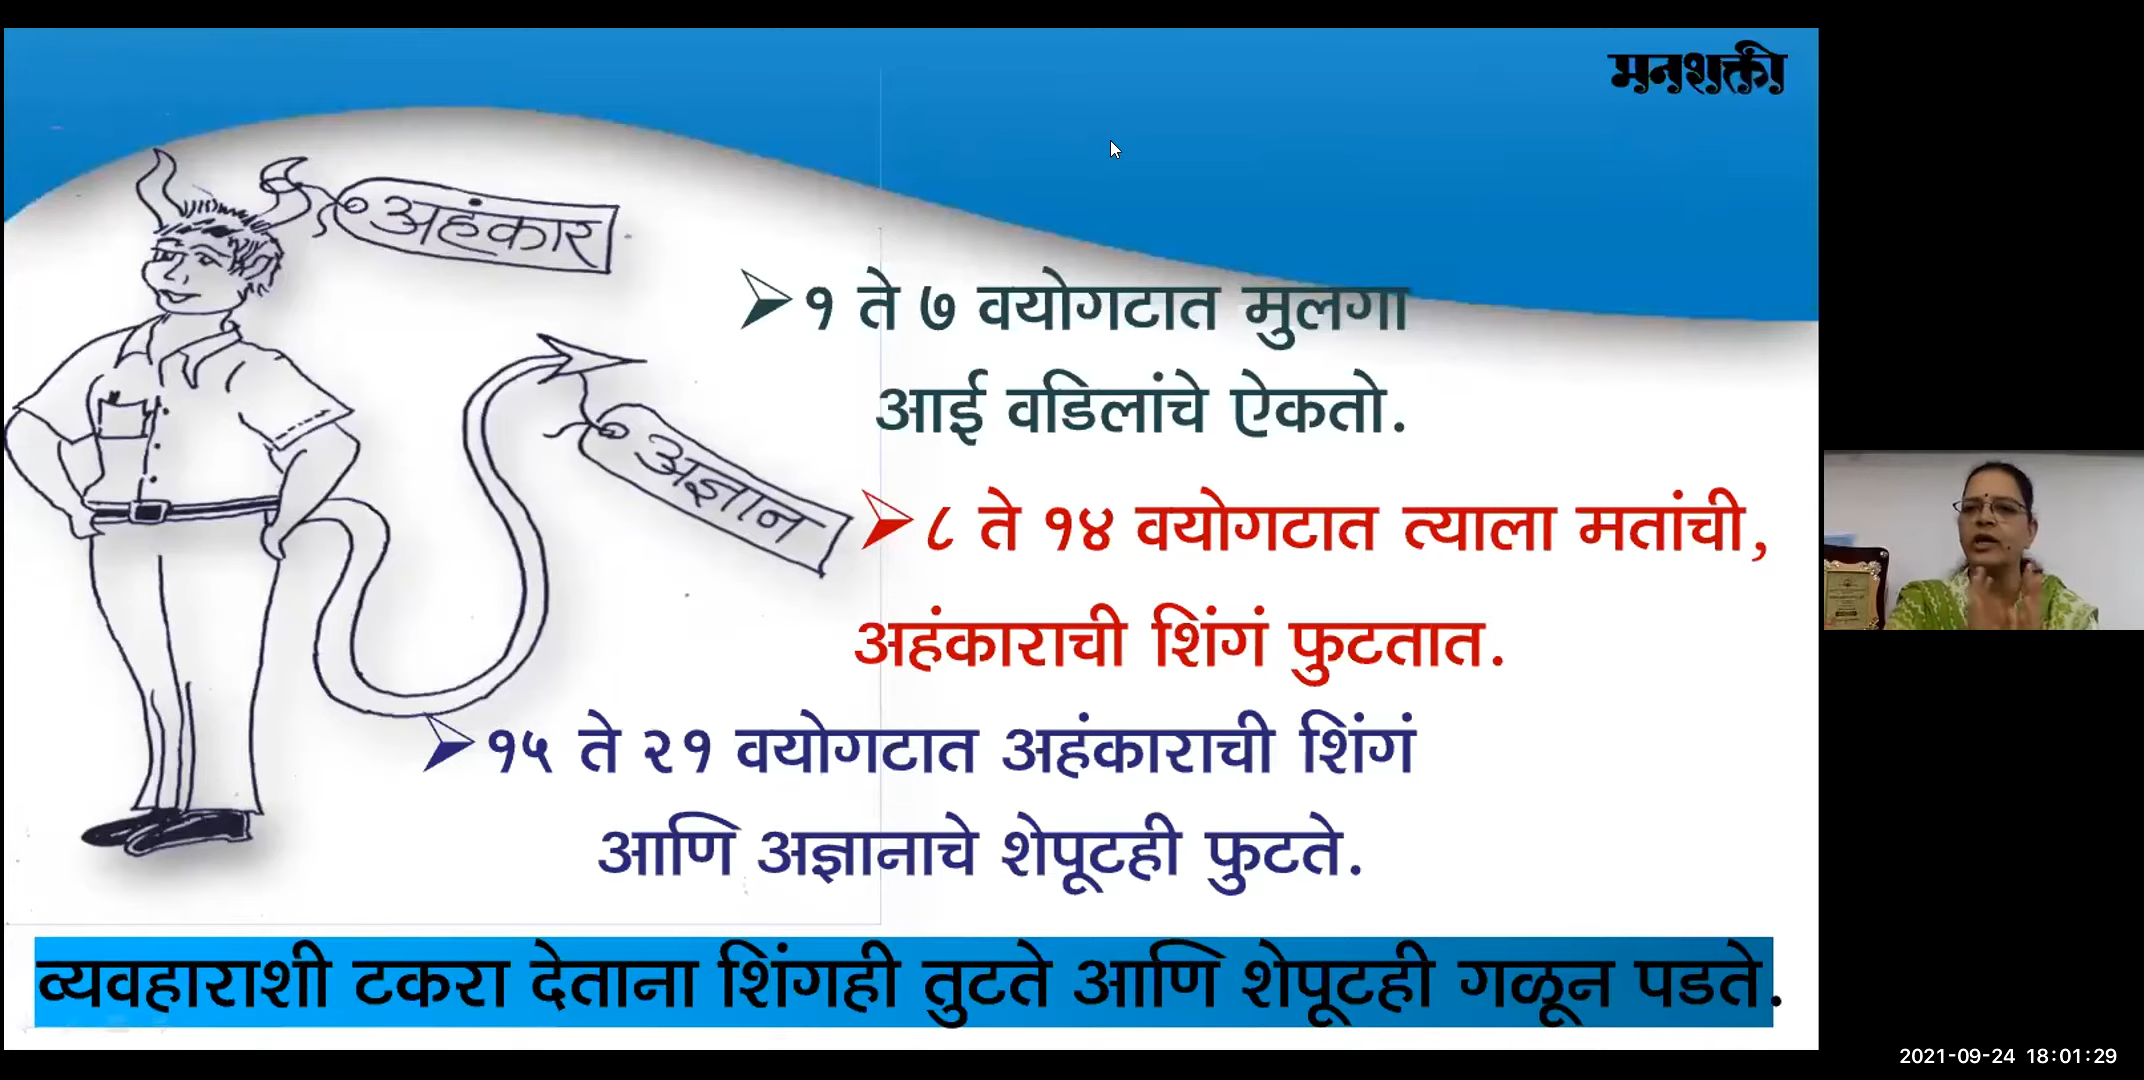 मनशक्ती
अहंकार
➢१ ते ७ वयोगटात मुलगा
आई वडिलांचे ऐकतो.
अज्ञान
➢८ ते १४ वयोगटात त्याला मतांची,
अहंकाराची शिंगं फुटतात.
➢१५ ते २१ वयोगटात अहंकाराची शिंगं
आणि अज्ञानाचे शेपूटही फुटते.
व्यवहाराशी टकरा देताना शिंगही तुटते आणि शेपूटही गळून पडते.
2021-09-24 18:01:29